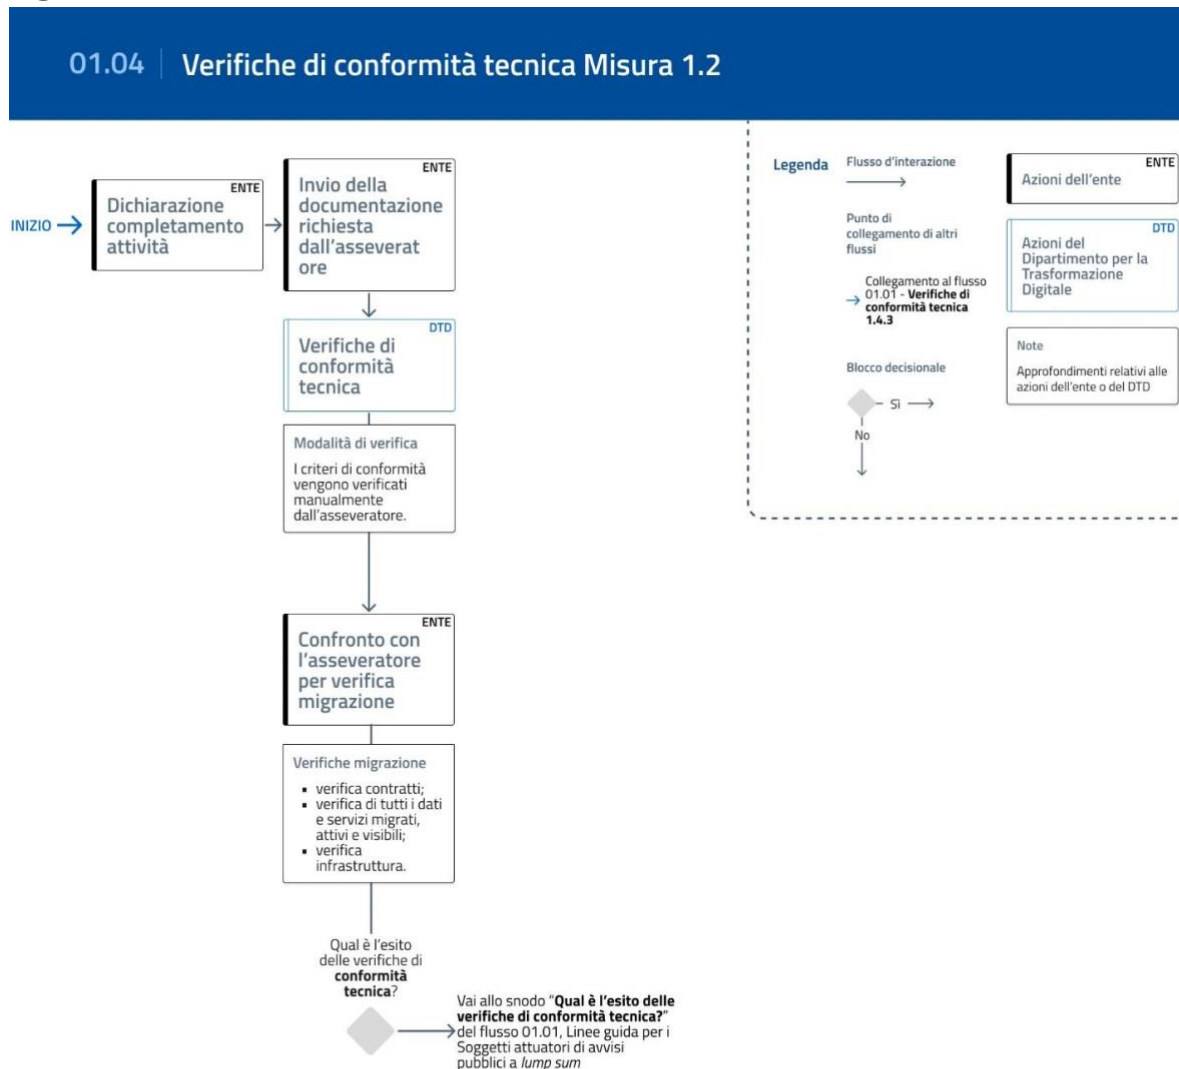 01.04 Verifiche di conformità tecnica Misura 1.2
INIZIO
ENTE
Dichiarazione
completamento
attività
ENTE
Invio della
documentazione
richiesta
dall'asseverat
ore
DTD
Verifiche di
conformità
tecnica
Modalità di verifica
I criteri di conformità
vengono verificati
manualmente
dall'asseveratore.
ENTE
Confronto con
l'asseveratore
per verifica
migrazione
Verifiche migrazione
▪ verifica contratti;
▪ verifica di tutti i dati
e servizi migrati,
attivi e visibili;
▪ verifica
infrastruttura.
Qual è l'esito
delle verifiche di
conformità
tecnica?
Vai allo snodo "Qual è l'esito delle
verifiche di conformità tecnica?"
del flusso 01.01, Linee guida per i
Soggetti attuatori di avvisi
pubblici a lump sum
Legenda
Flusso d'interazione
Punto di
collegamento di altri
flussi
Collegamento al flusso
01.01 - Verifiche di
conformità tecnica
1.4.3
Blocco decisionale
Sì
No
ENTE
Azioni dell'ente
DTD
Azioni del
Dipartimento per la
Trasformazione
Digitale
Note
Approfondimenti relativi alle
azioni dell'ente o del DTD